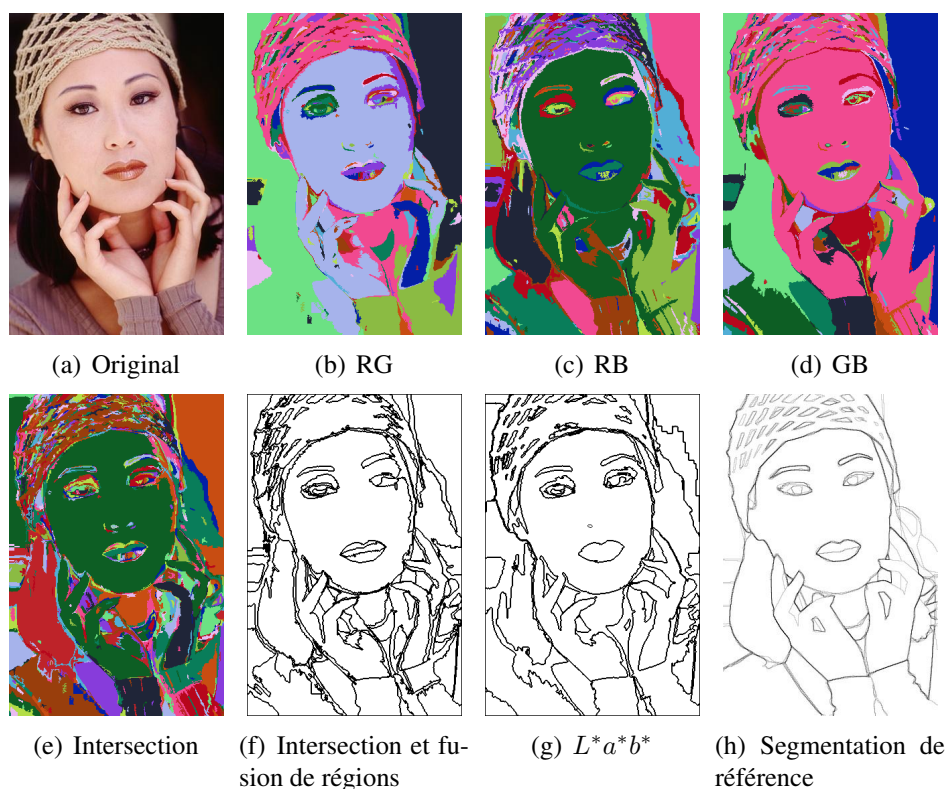 (a) Original
(b) RG
(c) RB
(d) GB
(e) Intersection
(f) Intersection et fu-
sion de régions
(g) L*a*b*
(h) Segmentation de
référence